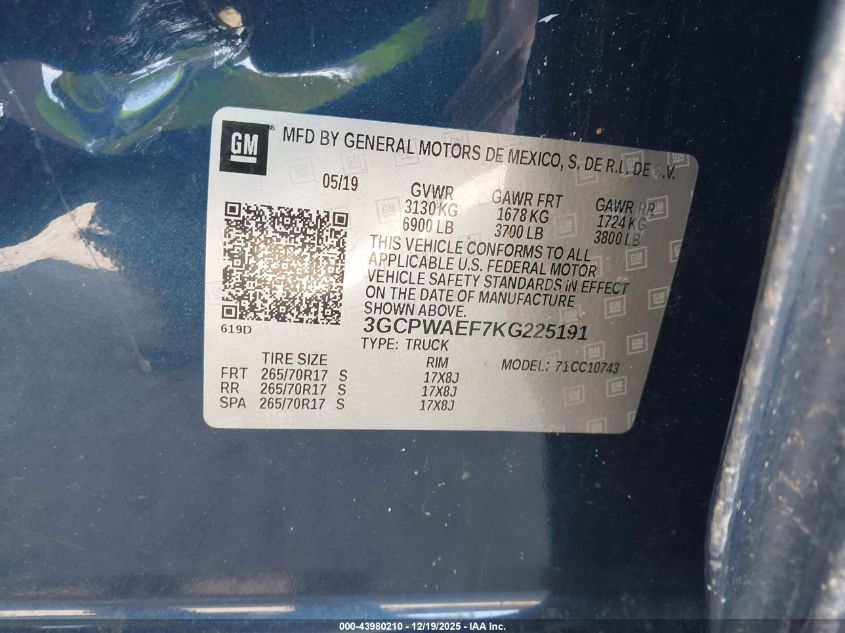 GM
MFD BY GENERAL MOTORS DE MEXICO, S. DE R.L. DE C.V.
05/19
GVWR GAWR FRT GAWR RR
3130 KG 1678 KG 1724 KG
6900 LB 3700 LB 3800 LB
THIS VEHICLE CONFORMS TO ALL
APPLICABLE U.S. FEDERAL MOTOR
VEHICLE SAFETY STANDARDS IN EFFECT
ON THE DATE OF MANUFACTURE
SHOWN ABOVE.
619D
3GCPWAEF7KG225191
TYPE: TRUCK
TIRE SIZE RIM MODEL: 71CC10743
FRT 265/70R17 S 17X8J
RR 265/70R17 S 17X8J
SPA 265/70R17 S 17X8J
000-43980210 - 12/19/2025 - IAA Inc.